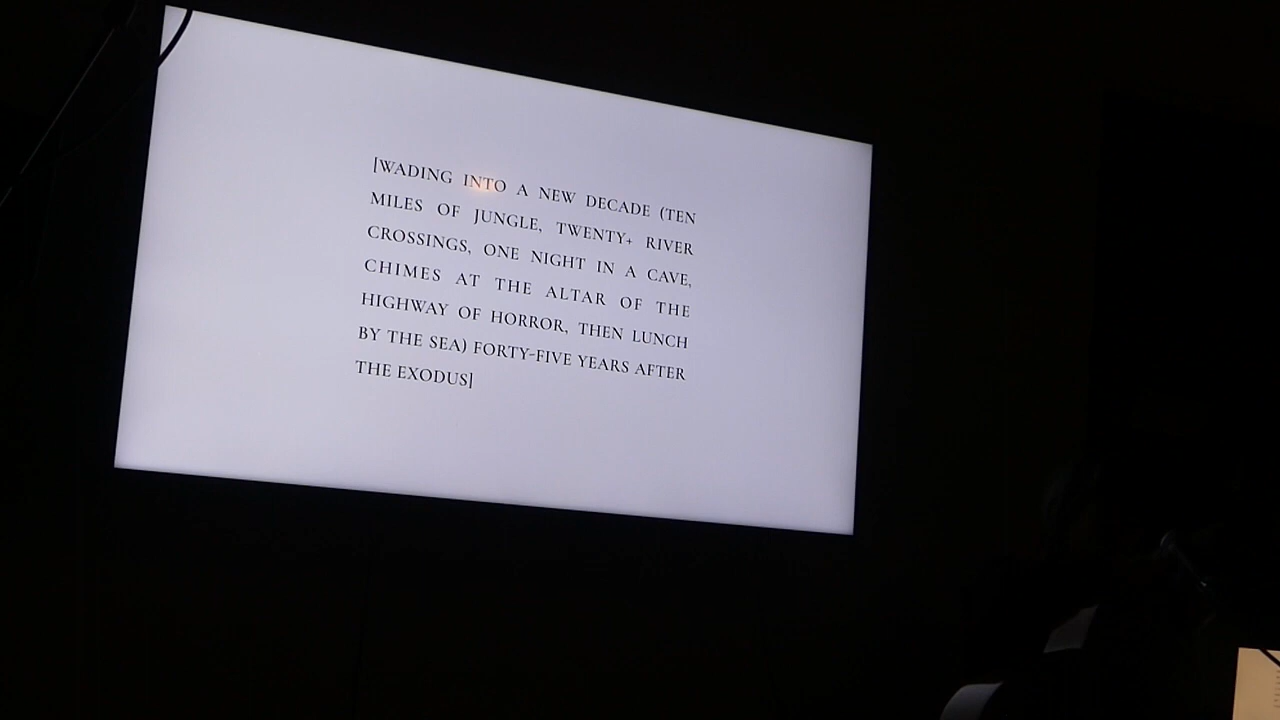 [WADING INTO A NEW DECADE (TEN
MILES OF JUNGLE, TWENTY+ RIVER
CROSSINGS, ONE NIGHT IN A CAVE,
CHIMES AT THE ALTAR OF THE
HIGHWAY OF HORROR, THEN LUNCH
BY THE SEA) FORTY-FIVE YEARS AFTER
THE EXODUS]